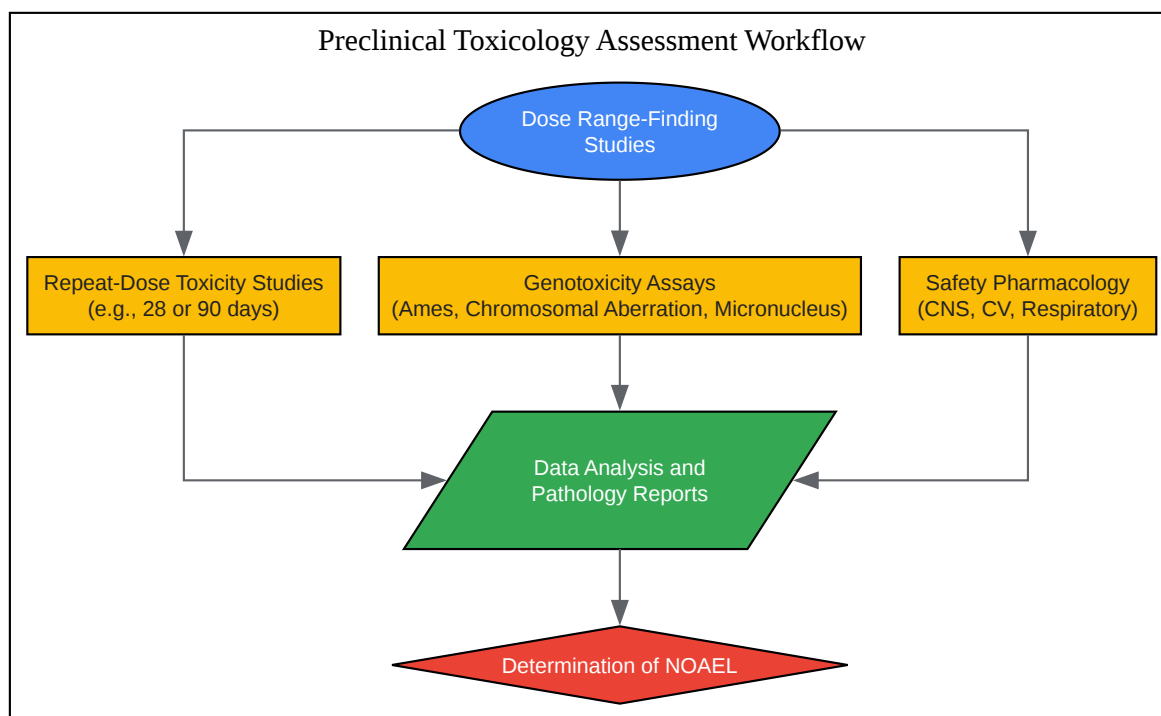 Preclinical Toxicology Assessment Workflow
Dose Range-Finding
Studies
Repeat-Dose Toxicity Studies
(e.g., 28 or 90 days)
Genotoxicity Assays
(Ames, Chromosomal Aberration, Micronucleus)
Safety Pharmacology
(CNS, CV, Respiratory)
Data Analysis and
Pathology Reports
Determination of NOAEL